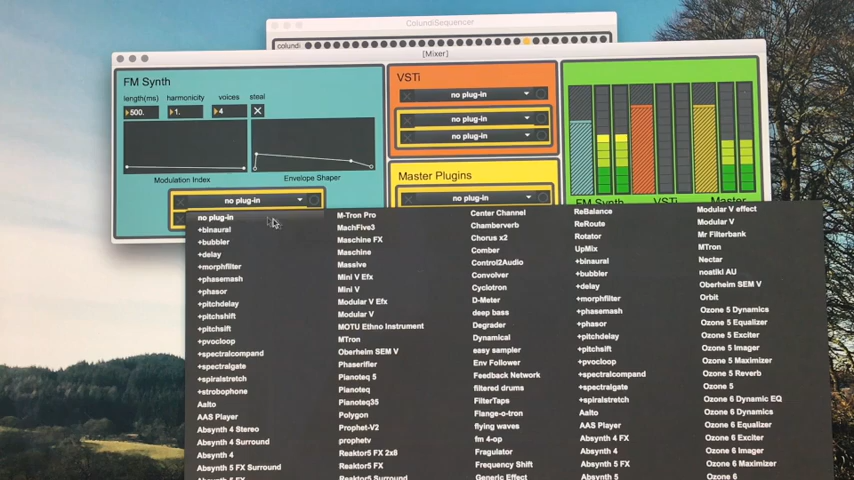 ColundiSequencer
colundi
[Mixer]
FM Synth
length(ms) harmonicity voices steal
500. 1. 4
Modulation Index Envelope Shaper
no plug-in
VSTi
no plug-in
no plug-in
no plug-in
Master Plugins
no plug-in
FM Synth VSTi Master
no plug-in
+binaural
+bubbler
+delay
+morphfilter
+phasemash
+phasor
+pitchdelay
+pitchshift
+pitchsift
+pvocloop
+spectralcompand
+spectralgate
+spiralstretch
+strobophone
Aalto
AAS Player
Absynth 4 Stereo
Absynth 4 Surround
Absynth 4
Absynth 5 FX Surround
Absynth 5 FX
M-Tron Pro
MachFive3
Maschine FX
Maschine
Massive
Mini V Efx
Mini V
Modular V Efx
Modular V
MOTU Ethno Instrument
MTron
Oberheim SEM V
Phaserifier
Pianoteq 5
Pianoteq
Pianoteq35
Polygon
Prophet-V2
prophetv
Reaktor5 FX 2x8
Reaktor5 FX
Reaktor5 Surround
Center Channel
Chamberverb
Chorus x2
Comber
Control2Audio
Convolver
Cyclotron
D-Meter
deep bass
Degrader
Dynamical
easy sampler
Env Follower
Feedback Network
filtered drums
FilterTaps
Flange-o-tron
flying waves
fm 4-op
Fragulator
Frequency Shift
Generic Effect
ReBalance
ReRoute
Rotator
UpMix
+binaural
+bubbler
+delay
+morphfilter
+phasemash
+phasor
+pitchdelay
+pitchsift
+pvocloop
+spectralcompand
+spectralgate
+spiralstretch
Aalto
AAS Player
Absynth 4 FX
Absynth 4
Absynth 5 FX
Absynth 5
Modular V effect
Modular V
Mr Filterbank
MTron
Nectar
noatikl AU
Oberheim SEM V
Orbit
Ozone 5 Dynamics
Ozone 5 Equalizer
Ozone 5 Exciter
Ozone 5 Imager
Ozone 5 Maximizer
Ozone 5 Reverb
Ozone 5
Ozone 6 Dynamic EQ
Ozone 6 Dynamics
Ozone 6 Equalizer
Ozone 6 Exciter
Ozone 6 Imager
Ozone 6 Maximizer
Ozone 6